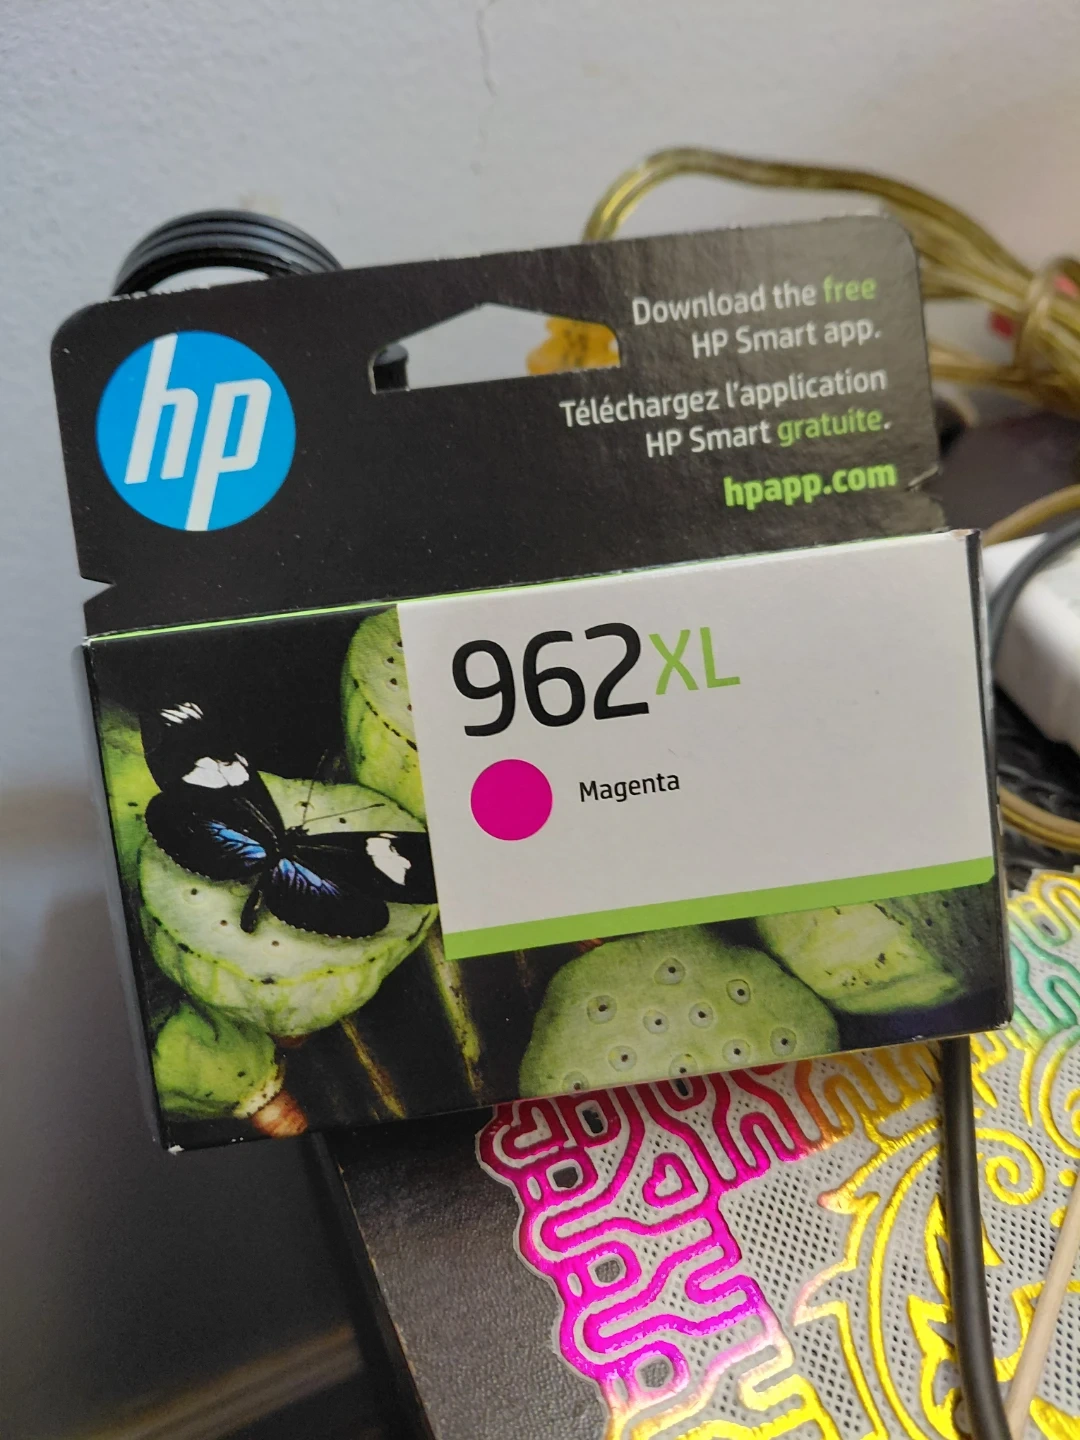 hp
Download the free
HP Smart app.
Téléchargez l'application
HP Smart gratuite.
hpapp.com
962XL
Magenta